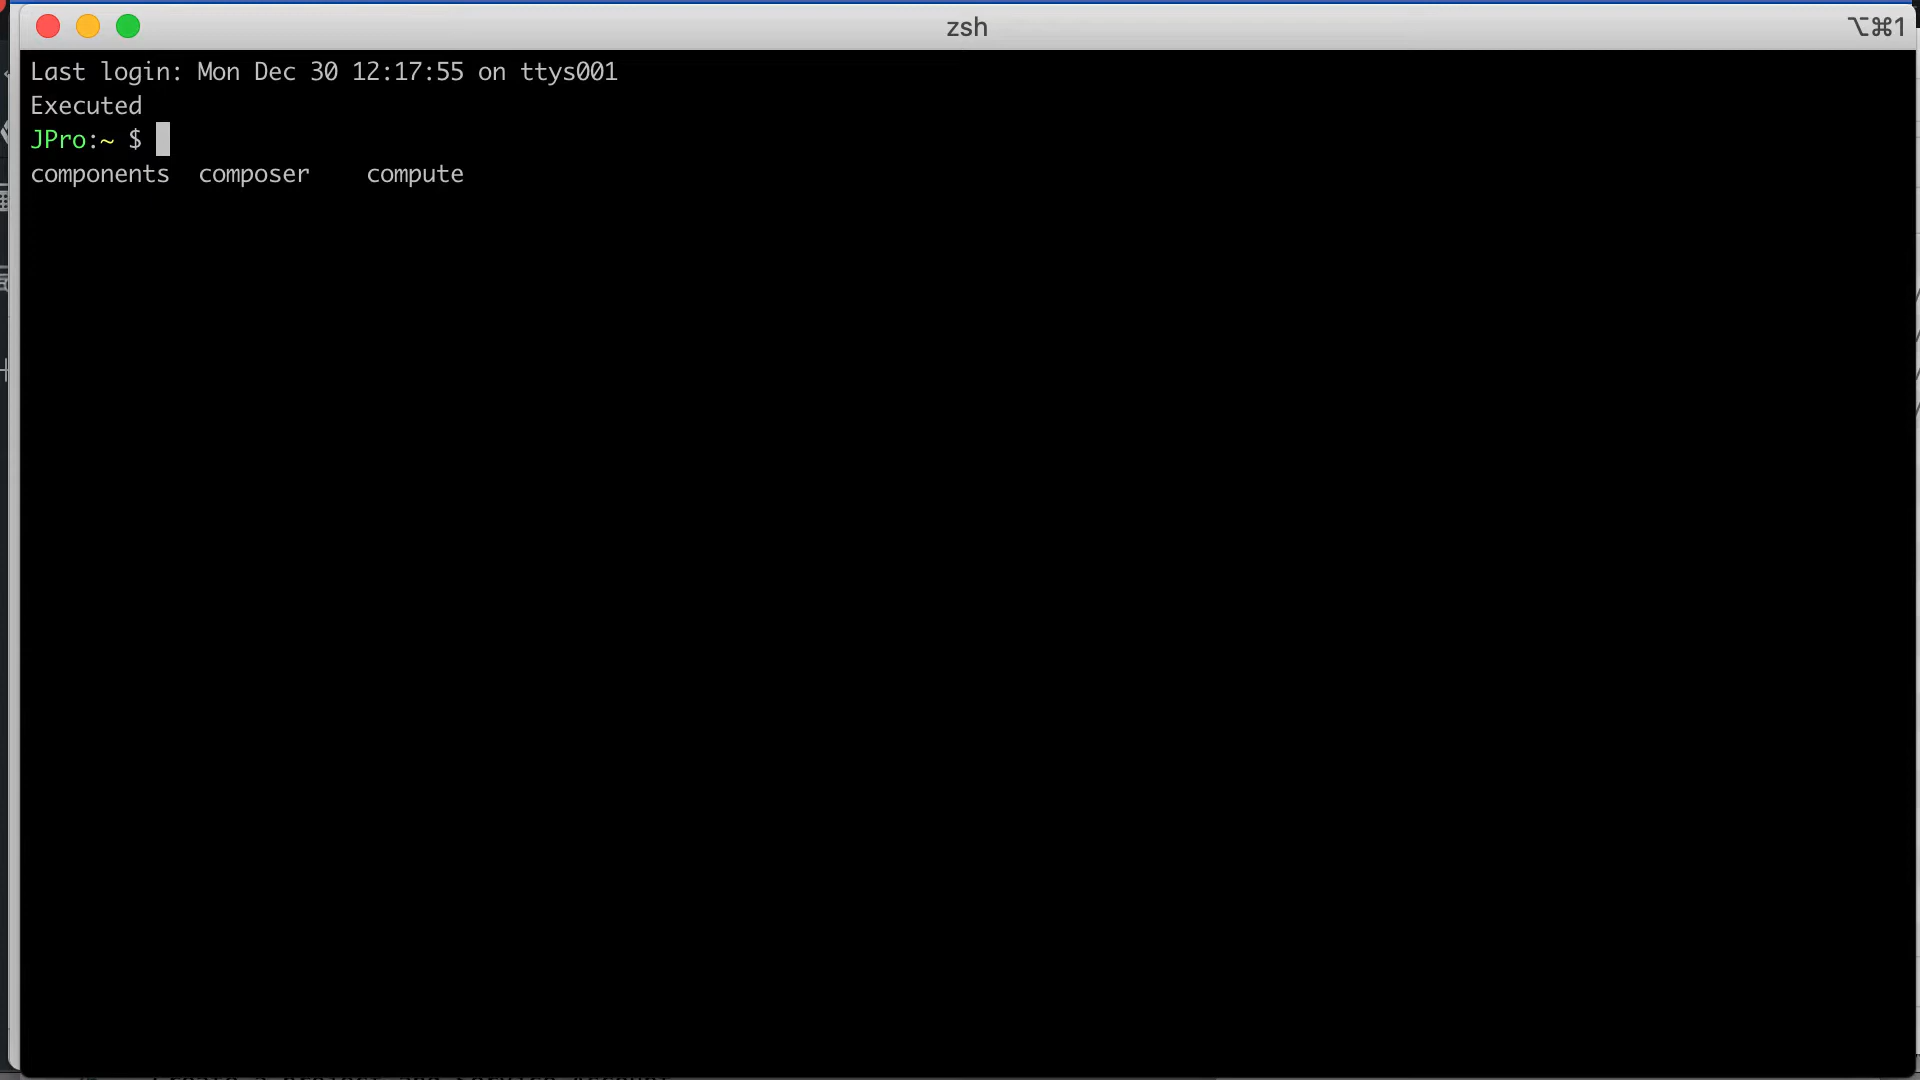 zsh
⌥⌘1
Last login: Mon Dec 30 12:17:55 on ttys001
Executed
JPro:~ $
components  composer    compute